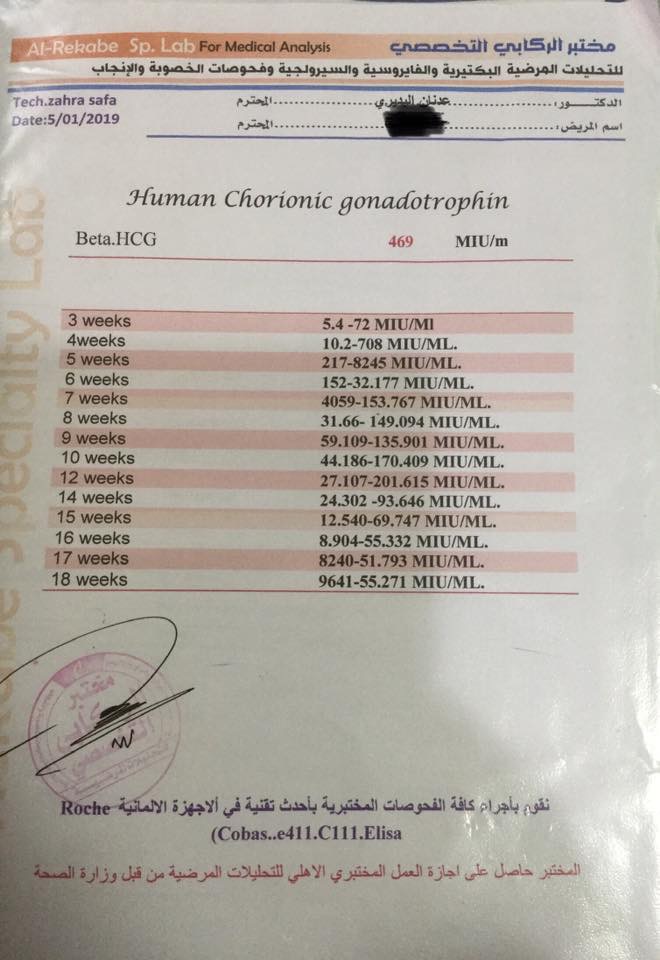 Al-Rekabe Sp. Lab For Medical Analysis مختبر الركابي التخصصي
للتحليلات المرضية البكتيرية والفايروسية والسيرولجية وفحوصات الخصوبة والإنجاب
Tech.zahra safa
Date:5/01/2019
الدكتـــور:..........عدنان البديري..........المحترم
اسم المريض:..........المحترم
Human Chorionic gonadotrophin
Beta.HCG 469 MIU/m
3 weeks 5.4 -72 MIU/Ml
4weeks 10.2-708 MIU/ML.
5 weeks 217-8245 MIU/ML.
6 weeks 152-32.177 MIU/ML.
7 weeks 4059-153.767 MIU/ML.
8 weeks 31.66- 149.094 MIU/ML.
9 weeks 59.109-135.901 MIU/ML.
10 weeks 44.186-170.409 MIU/ML.
12 weeks 27.107-201.615 MIU/ML.
14 weeks 24.302 -93.646 MIU/ML.
15 weeks 12.540-69.747 MIU/ML.
16 weeks 8.904-55.332 MIU/ML.
17 weeks 8240-51.793 MIU/ML.
18 weeks 9641-55.271 MIU/ML.
مختبر
نقوم بأجراء كافة الفحوصات المختبرية بأحدث تقنية في ألاجهزة الالمانية Roche
(Cobas..e411.C111.Elisa
المختبر حاصل على اجازة العمل المختبري الاهلي للتحليلات المرضية من قبل وزارة الصحة